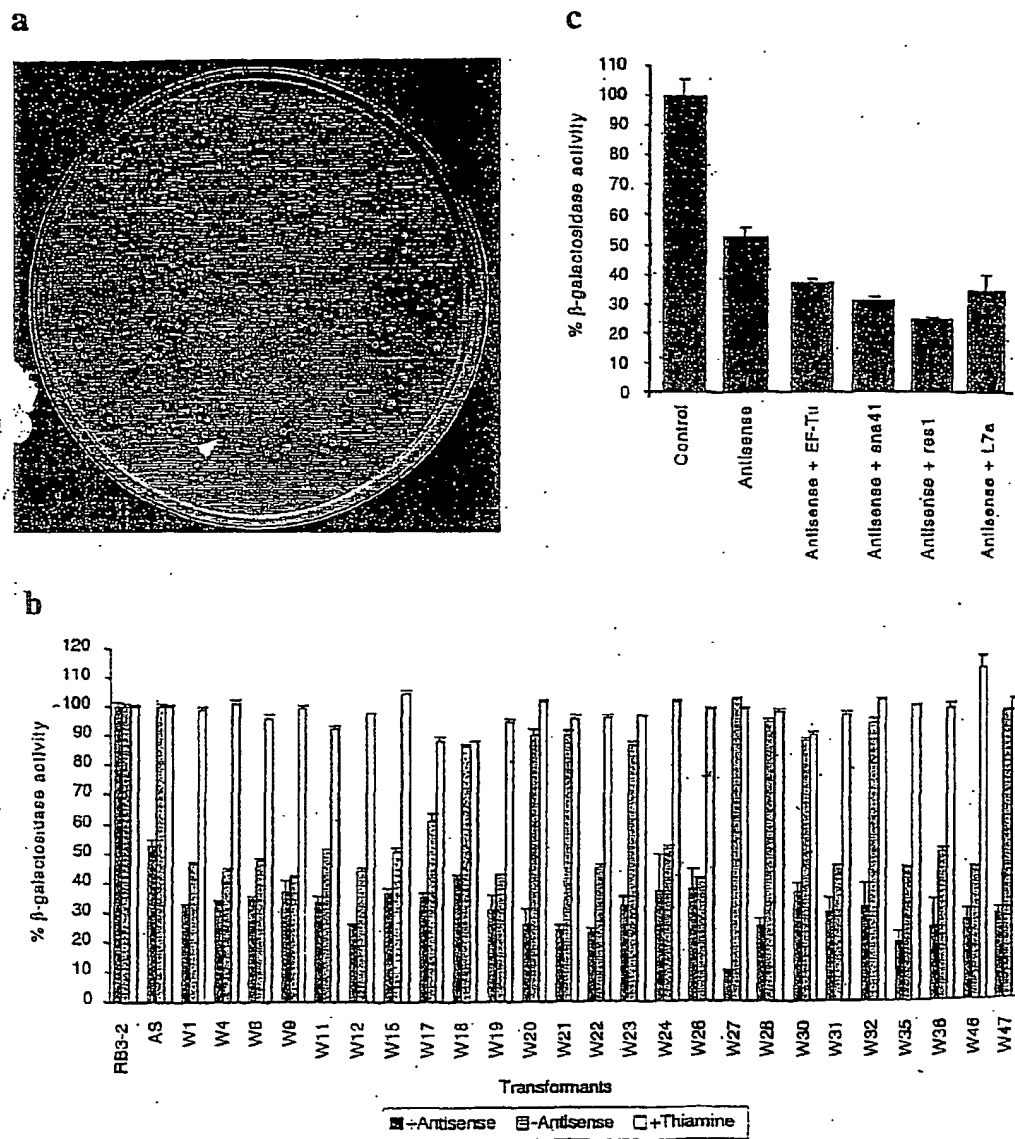 a
c
% β-galactosidase activity
110
100
90
80
70
60
50
40
30
20
10
0
Control
Antisense
Antisense + EF-Tu
Antisense + ana41
Antisense + res1
Antisense + L7a
b
% β-galactosidase activity
120
110
100
90
80
70
60
50
40
30
20
10
0
RB3-2
AS
W1
W4
W8
W9
W11
W12
W15
W17
W18
W19
W20
W21
W22
W23
W24
W26
W27
W28
W30
W31
W32
W35
W36
W46
W47
Transformants
+Antisense -Antisense +Thiamine